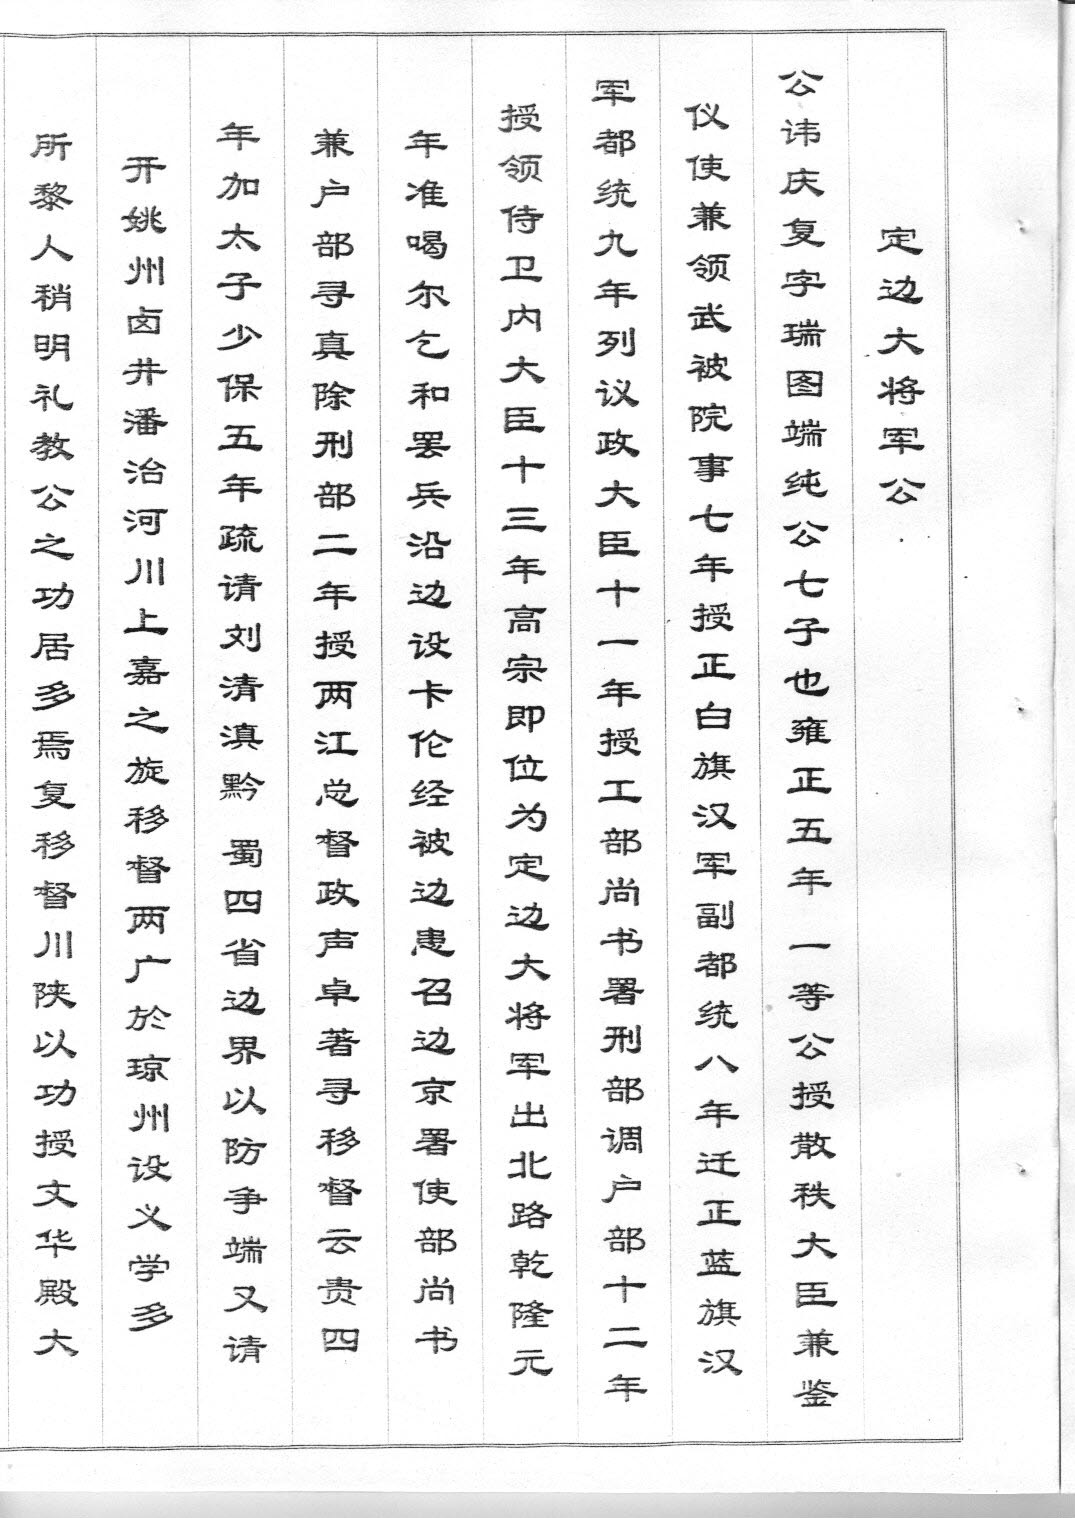 定边大将军公
公讳庆复字瑞图端纯公七子也雍正五年一等公授散秩大臣兼鉴
仪使兼领武被院事七年授正白旗汉军副都统八年迁正蓝旗汉
军都统九年列议政大臣十一年授工部尚书署刑部调户部十二年
授领侍卫内大臣十三年高宗即位为定边大将军出北路乾隆元
年准喝尔乞和罢兵沿边设卡伦经被边患召边京署使部尚书
兼户部寻真除刑部二年授两江总督政声卓著寻移督云贵四
年加太子少保五年疏请刘清滇黔蜀四省边界以防争端又请
开姚州卤井潘治河川上嘉之旋移督两广於琼州设义学多
所黎人稍明礼教公之功居多焉复移督川陕以功授文华殿大